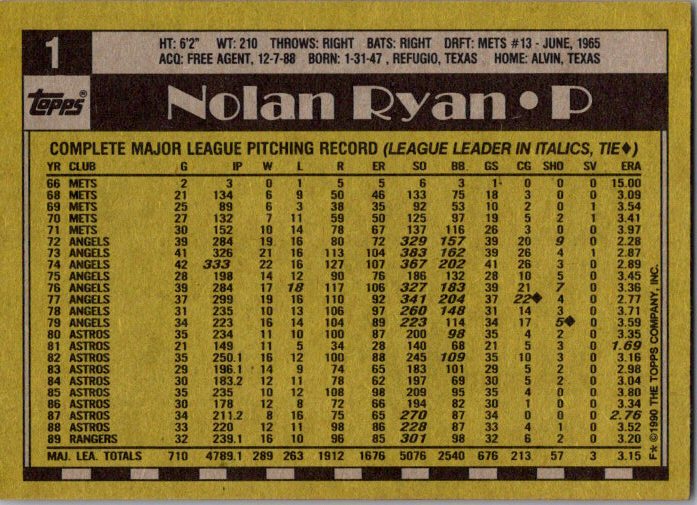 1
HT: 6'2" WT: 210 THROWS: RIGHT BATS: RIGHT DRFT: METS #13 - JUNE, 1965
ACQ: FREE AGENT, 12-7-88 BORN: 1-31-47, REFUGIO, TEXAS HOME: ALVIN, TEXAS
Topps®
Nolan Ryan • P
COMPLETE MAJOR LEAGUE PITCHING RECORD (LEAGUE LEADER IN ITALICS, TIE♦)
YR CLUB G IP W L R ER SO BB GS CG SHO SV ERA
66 METS 2 3 0 1 5 5 6 3 1 0 0 0 15.00
68 METS 21 134 6 9 50 46 133 75 18 3 0 0 3.09
69 METS 25 89 6 3 38 35 92 53 10 2 0 1 3.54
70 METS 27 132 7 11 59 50 125 97 19 5 2 1 3.41
71 METS 30 152 10 14 78 67 137 116 26 3 0 0 3.97
72 ANGELS 39 284 19 16 80 72 329 157 39 20 9 0 2.28
73 ANGELS 41 326 21 16 113 104 383 162 39 26 4 1 2.87
74 ANGELS 42 333 22 16 127 107 367 202 41 26 3 0 2.89
75 ANGELS 28 198 14 12 90 76 186 132 28 10 5 0 3.45
76 ANGELS 39 284 17 18 117 106 327 183 39 21 7 0 3.36
77 ANGELS 37 299 19 16 110 92 341 204 37 22♦ 4 0 2.77
78 ANGELS 31 235 10 13 106 97 260 148 31 14 3 0 3.71
79 ANGELS 34 223 16 14 104 89 223 114 34 17 5♦ 0 3.59
80 ASTROS 35 234 11 10 100 87 200 98 35 4 2 0 3.35
81 ASTROS 21 149 11 5 34 28 140 68 21 5 3 0 1.69
82 ASTROS 35 250.1 16 12 100 88 245 109 35 10 3 0 3.16
83 ASTROS 29 196.1 14 9 74 65 183 101 29 5 2 0 2.98
84 ASTROS 30 183.2 12 11 78 62 197 69 30 5 2 0 3.04
85 ASTROS 35 232 10 12 108 98 209 95 35 4 0 0 3.80
86 ASTROS 30 178 12 8 72 66 194 82 30 1 0 0 3.34
87 ASTROS 34 211.2 8 16 75 65 270 87 34 0 0 0 2.76
88 ASTROS 33 220 12 11 98 86 228 87 33 4 1 0 3.52
89 RANGERS 32 239.1 16 10 96 85 301 98 32 6 2 0 3.20
MAJ. LEA. TOTALS 710 4789.1 289 263 1912 1676 5076 2540 676 213 57 3 3.15
F★ ©1990 THE TOPPS COMPANY, INC.